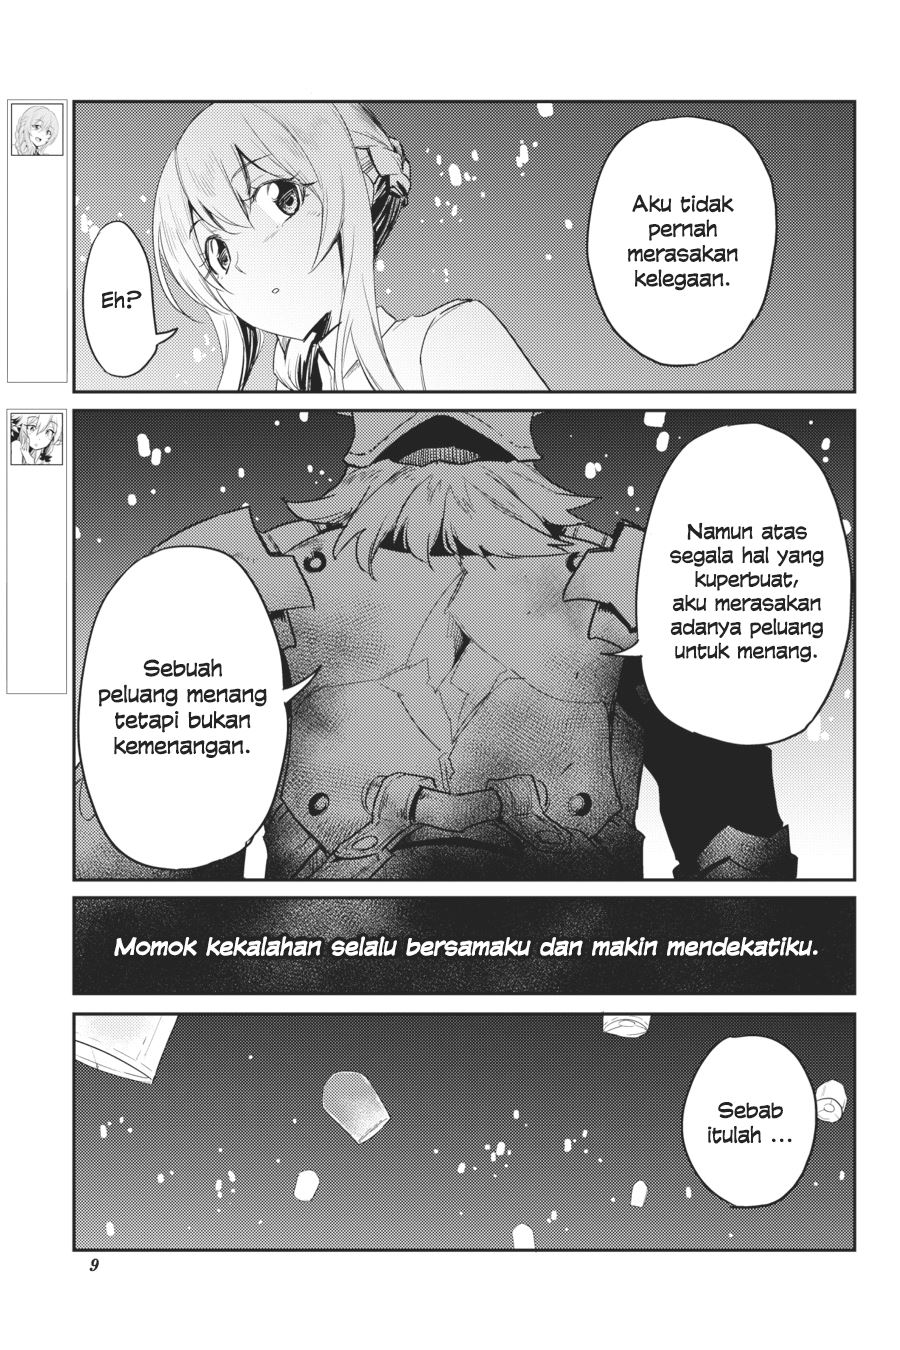 Aku tidak
pernah
merasakan
kelegaan.
Eh?
Namun atas
segala hal yang
kuperbuat,
aku merasakan
adanya peluang
untuk menang.
Sebuah
peluang menang
tetapi bukan
kemenangan.
Momok kekalahan selalu bersamaku dan makin mendekatiku.
Sebab
itulah ...
9